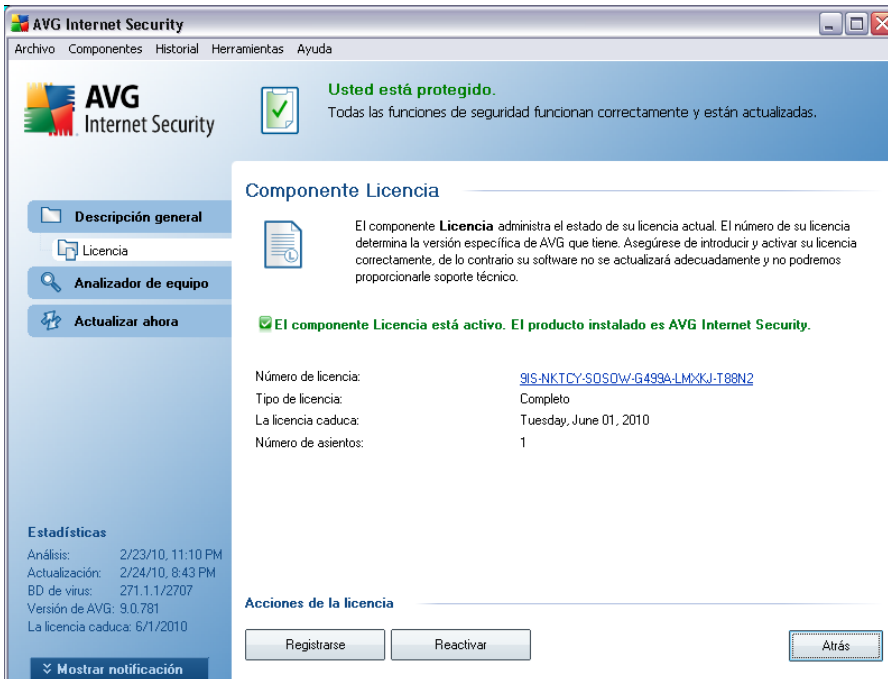 AVG Internet Security
Archivo Componentes Historial Herramientas Ayuda
AVG
Internet Security
Usted está protegido.
Todas las funciones de seguridad funcionan correctamente y están actualizadas.
Descripción general
Licencia
Analizador de equipo
Actualizar ahora
Componente Licencia
El componente Licencia administra el estado de su licencia actual. El número de su licencia
determina la versión específica de AVG que tiene. Asegúrese de introducir y activar su licencia
correctamente, de lo contrario su software no se actualizará adecuadamente y no podremos
proporcionarle soporte técnico.
El componente Licencia está activo. El producto instalado es AVG Internet Security.
Número de licencia: 9IS-NKTCY-SOSOW-G499A-LMXKJ-T88N2
Tipo de licencia: Completo
La licencia caduca: Tuesday, June 01, 2010
Número de asientos: 1
Estadísticas
Análisis: 2/23/10, 11:10 PM
Actualización: 2/24/10, 8:43 PM
BD de virus: 271.1.1/2707
Versión de AVG: 9.0.781
La licencia caduca: 6/1/2010
Mostrar notificación
Acciones de la licencia
Registrarse Reactivar Atrás